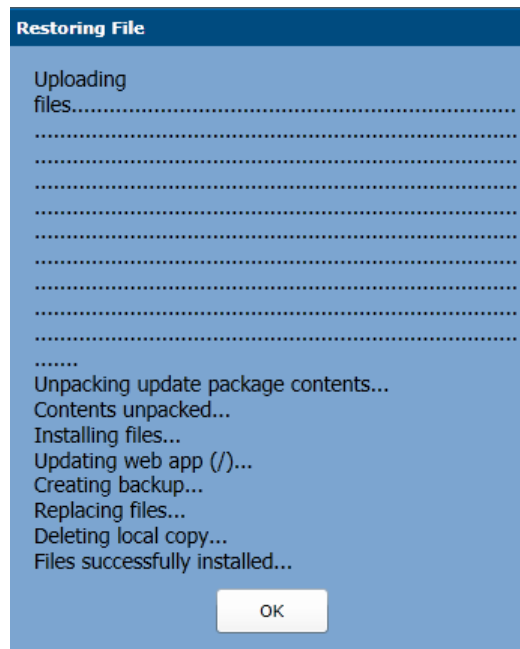 Restoring File
Uploading
files......................................................................
............................................................................
............................................................................
............................................................................
............................................................................
............................................................................
............................................................................
............................................................................
............................................................................
............................................................................
.......
Unpacking update package contents...
Contents unpacked...
Installing files...
Updating web app (/)...
Creating backup...
Replacing files...
Deleting local copy...
Files successfully installed...
OK